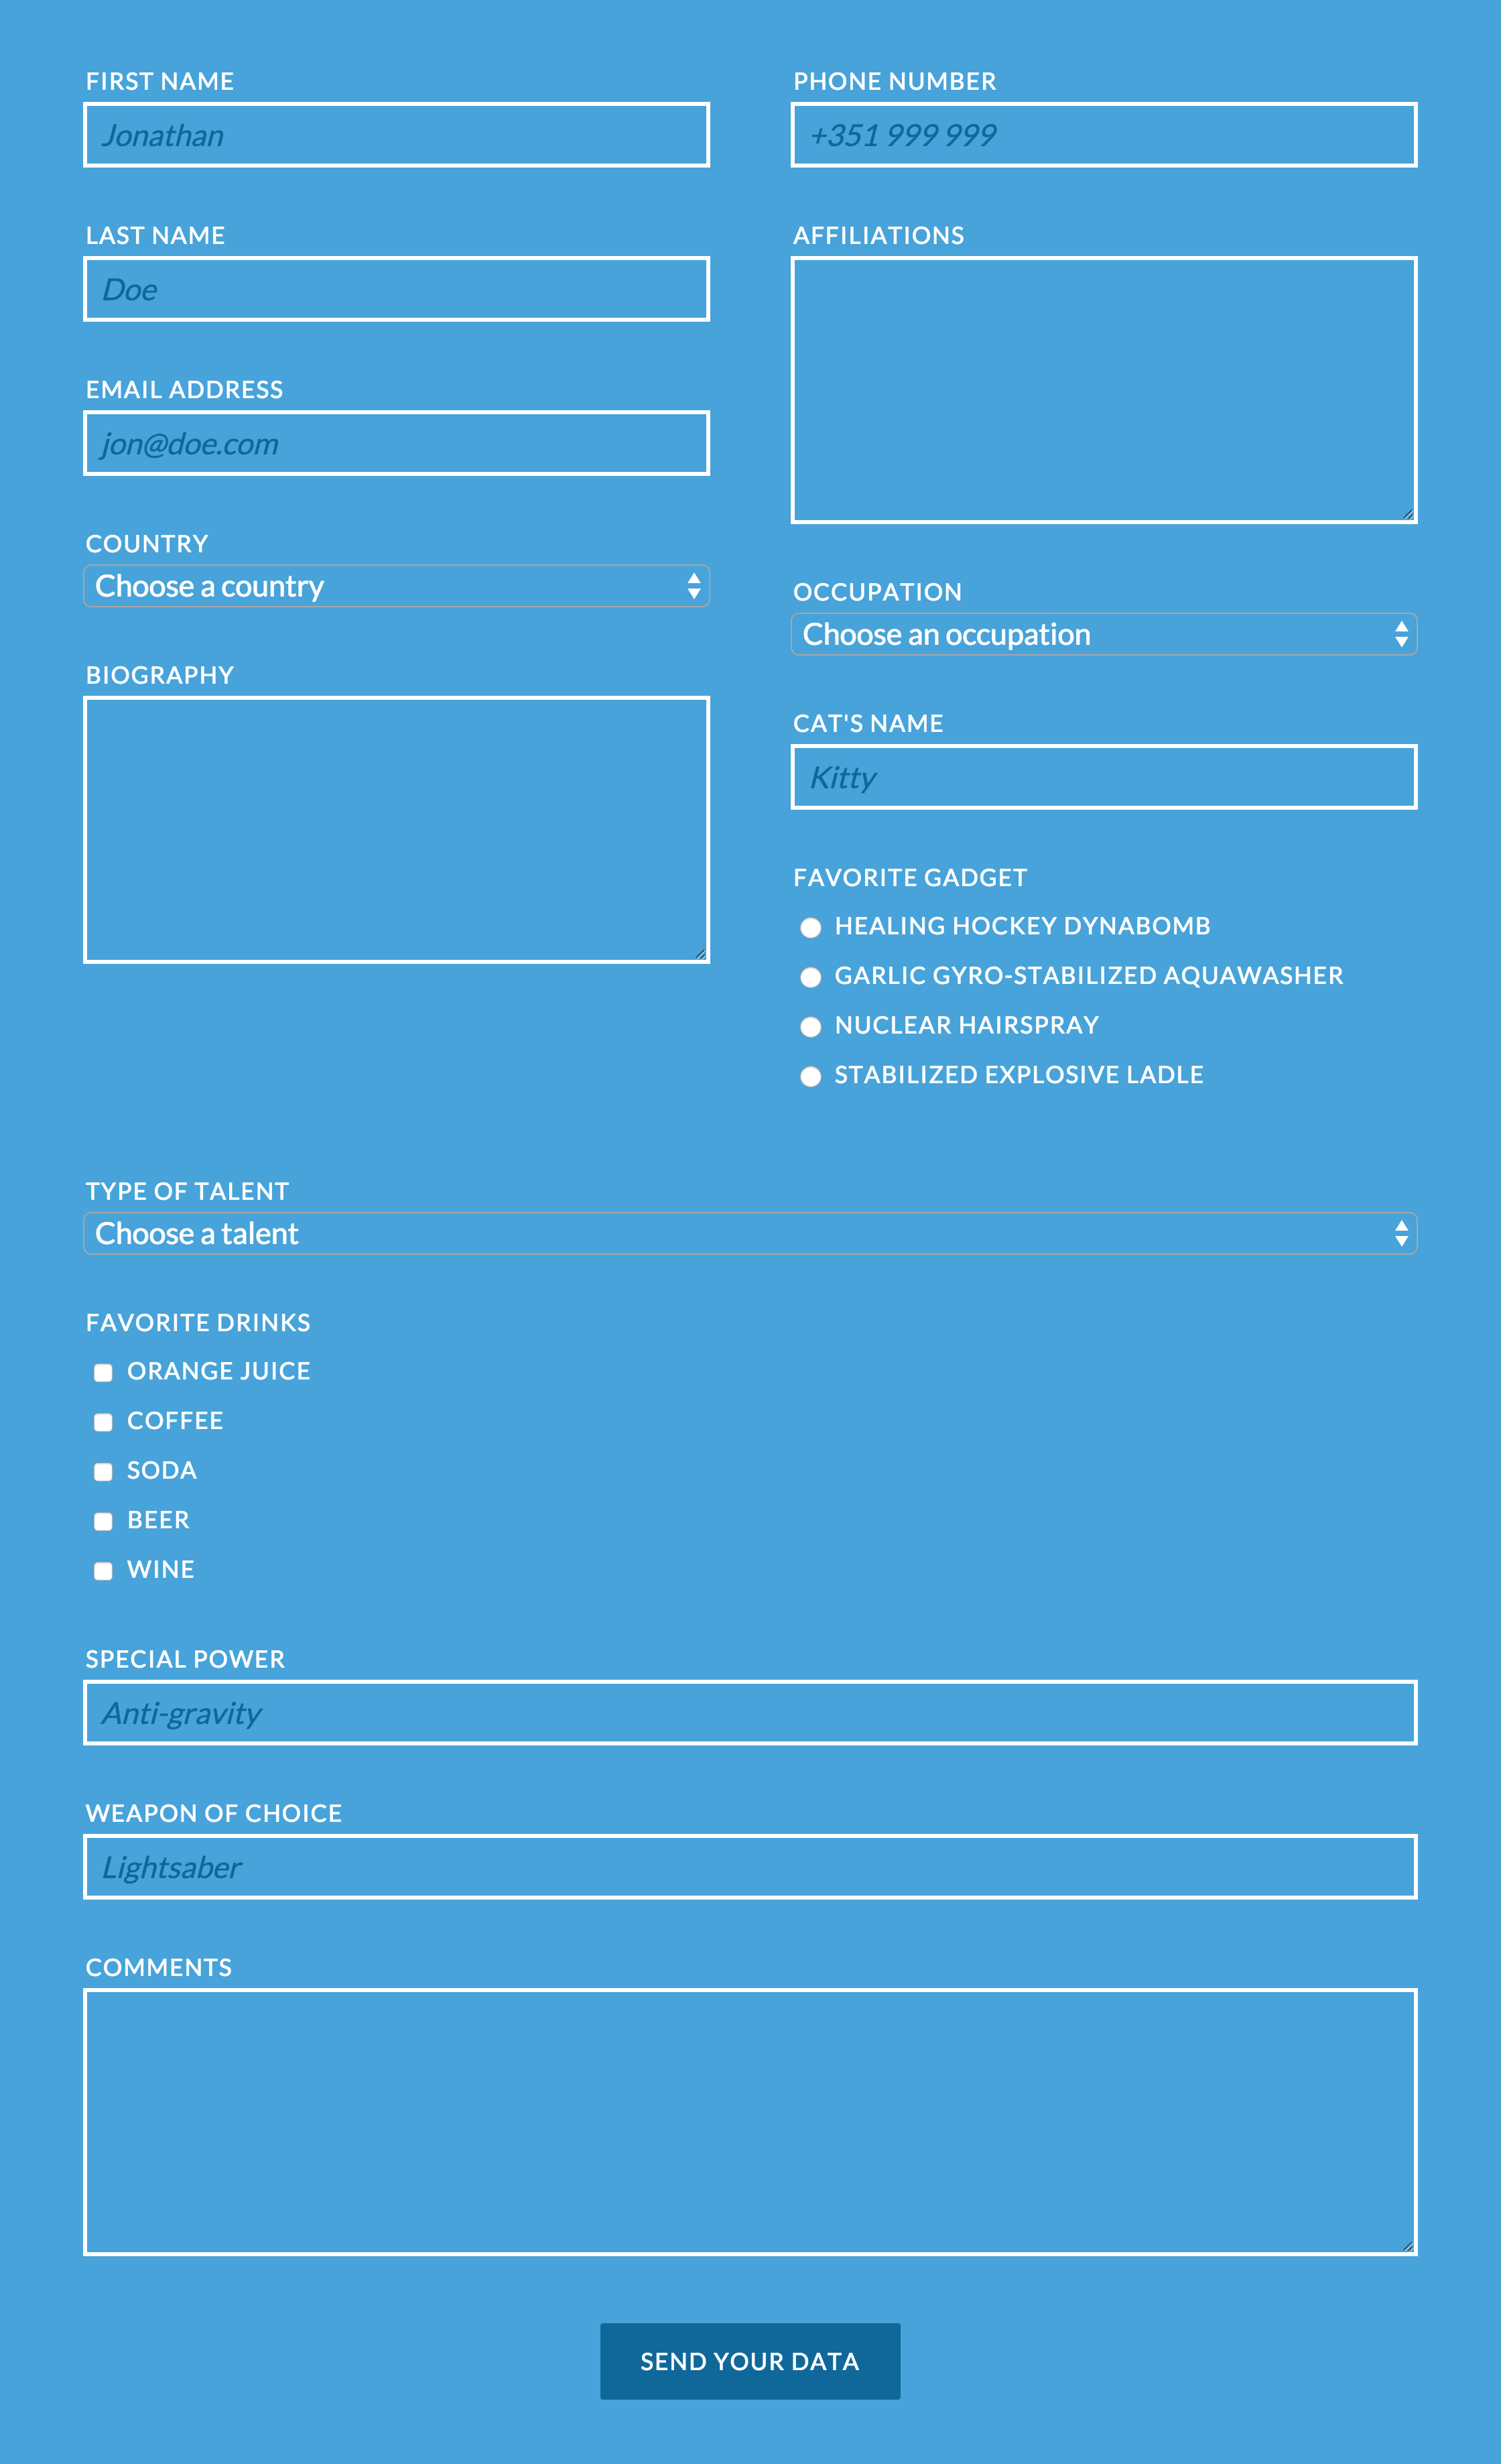 FIRST NAME
Jonathan
LAST NAME
Doe
EMAIL ADDRESS
jon@doe.com
COUNTRY
Choose a country
BIOGRAPHY
PHONE NUMBER
+351 999 999
AFFILIATIONS
OCCUPATION
Choose an occupation
CAT'S NAME
Kitty
FAVORITE GADGET
HEALING HOCKEY DYNABOMB
GARLIC GYRO-STABILIZED AQUAWASHER
NUCLEAR HAIRSPRAY
STABILIZED EXPLOSIVE LADLE
TYPE OF TALENT
Choose a talent
FAVORITE DRINKS
ORANGE JUICE
COFFEE
SODA
BEER
WINE
SPECIAL POWER
Anti-gravity
WEAPON OF CHOICE
Lightsaber
COMMENTS
SEND YOUR DATA